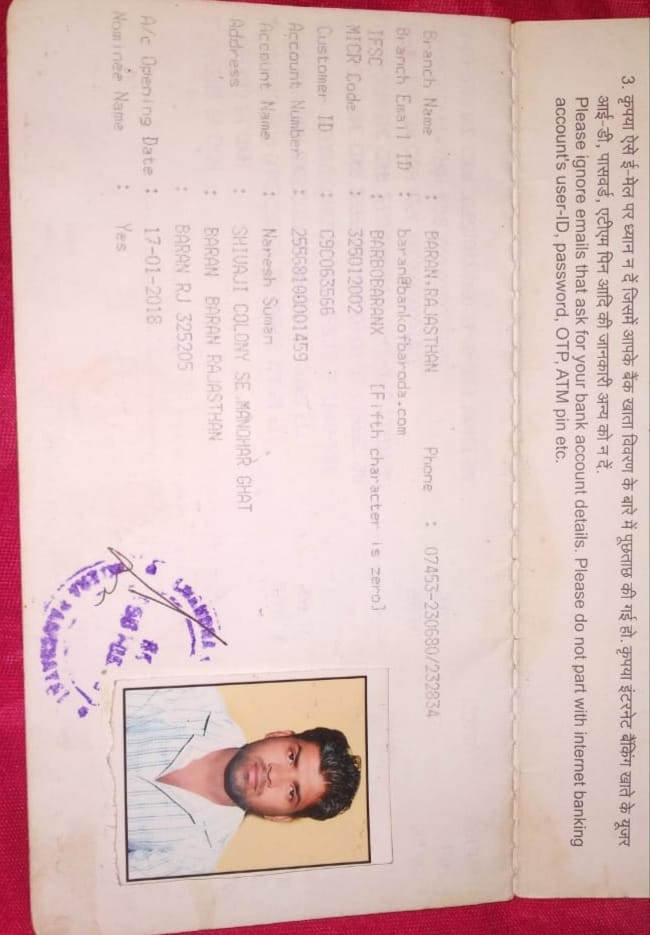 3. कृपया ऐसे ई-मेल पर ध्यान न दें जिसमें आपके बैंक खाता विवरण के बारे में पूछताछ की गई हो. कृपया इंटरनेट बैंकिंग खाते के यूजर
आई-डी, पासवर्ड, एटीएम पिन आदि की जानकारी अन्य को न दें.
Please ignore emails that ask for your bank account details. Please do not part with internet banking
account's user-ID, password, OTP, ATM pin etc.
Branch Name : BARAN,RAJASTHAN Phone : 07453-230680/232834
Branch Email ID : baran@bankofbaroda.com
IFSC : BARB0BARANX [Fifth character is zero]
MICR Code : 325012002
Customer ID : C9C063566
Account Number : 25568100001459
Account Name : Naresh Suman
Address : SHIVAJI COLONY SE MANOHAR GHAT
: BARAN BARAN RAJASTHAN
: BARAN RJ 325205
A/c Opening Date : 17-01-2018
Nominee Name : Yes